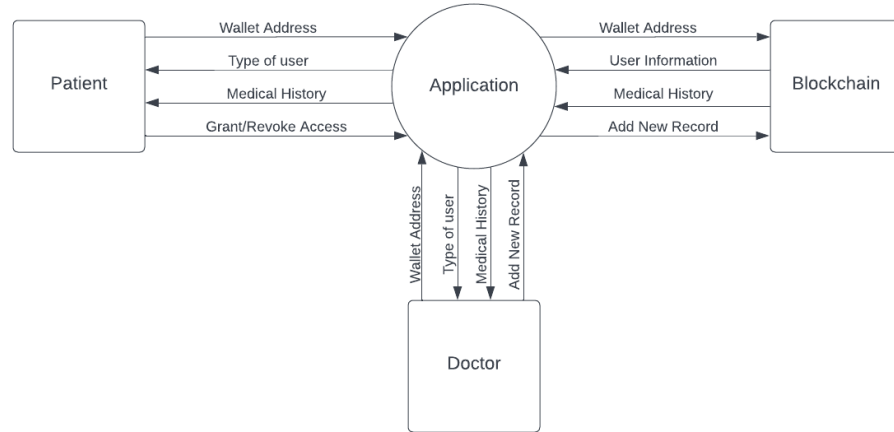 Wallet Address
Wallet Address
Type of user
User Information
Patient
Application
Blockchain
Medical History
Medical History
Grant/Revoke Access
Add New Record
Wallet Address
Type of user
Medical History
Add New Record
Doctor